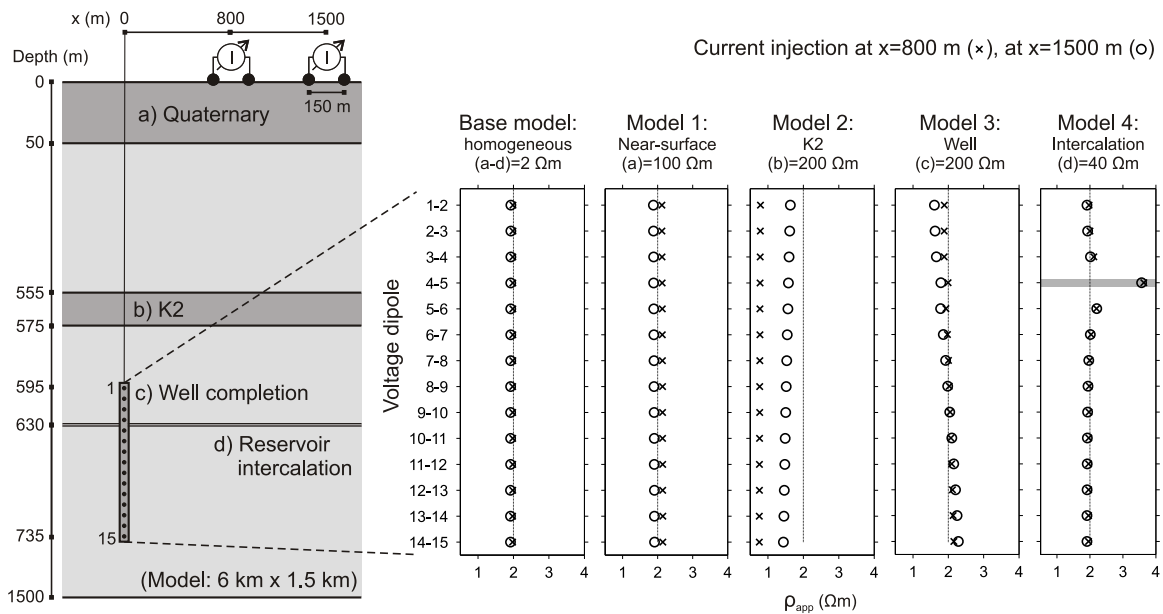 x (m) 0 800 1500
Depth (m)
I I
150 m
0
50
555
575
595
630
735
1500
a) Quaternary
b) K2
1
c) Well completion
d) Reservoir
intercalation
15
(Model: 6 km x 1.5 km)
Current injection at x=800 m (×), at x=1500 m (o)
Base model:
homogeneous
(a-d)=2 Ωm
Model 1:
Near-surface
(a)=100 Ωm
Model 2:
K2
(b)=200 Ωm
Model 3:
Well
(c)=200 Ωm
Model 4:
Intercalation
(d)=40 Ωm
Voltage dipole
1-2
2-3
3-4
4-5
5-6
6-7
7-8
8-9
9-10
10-11
11-12
12-13
13-14
14-15
1 2 3 4
1 2 3 4
1 2 3 4
1 2 3 4
1 2 3 4
ρapp (Ωm)